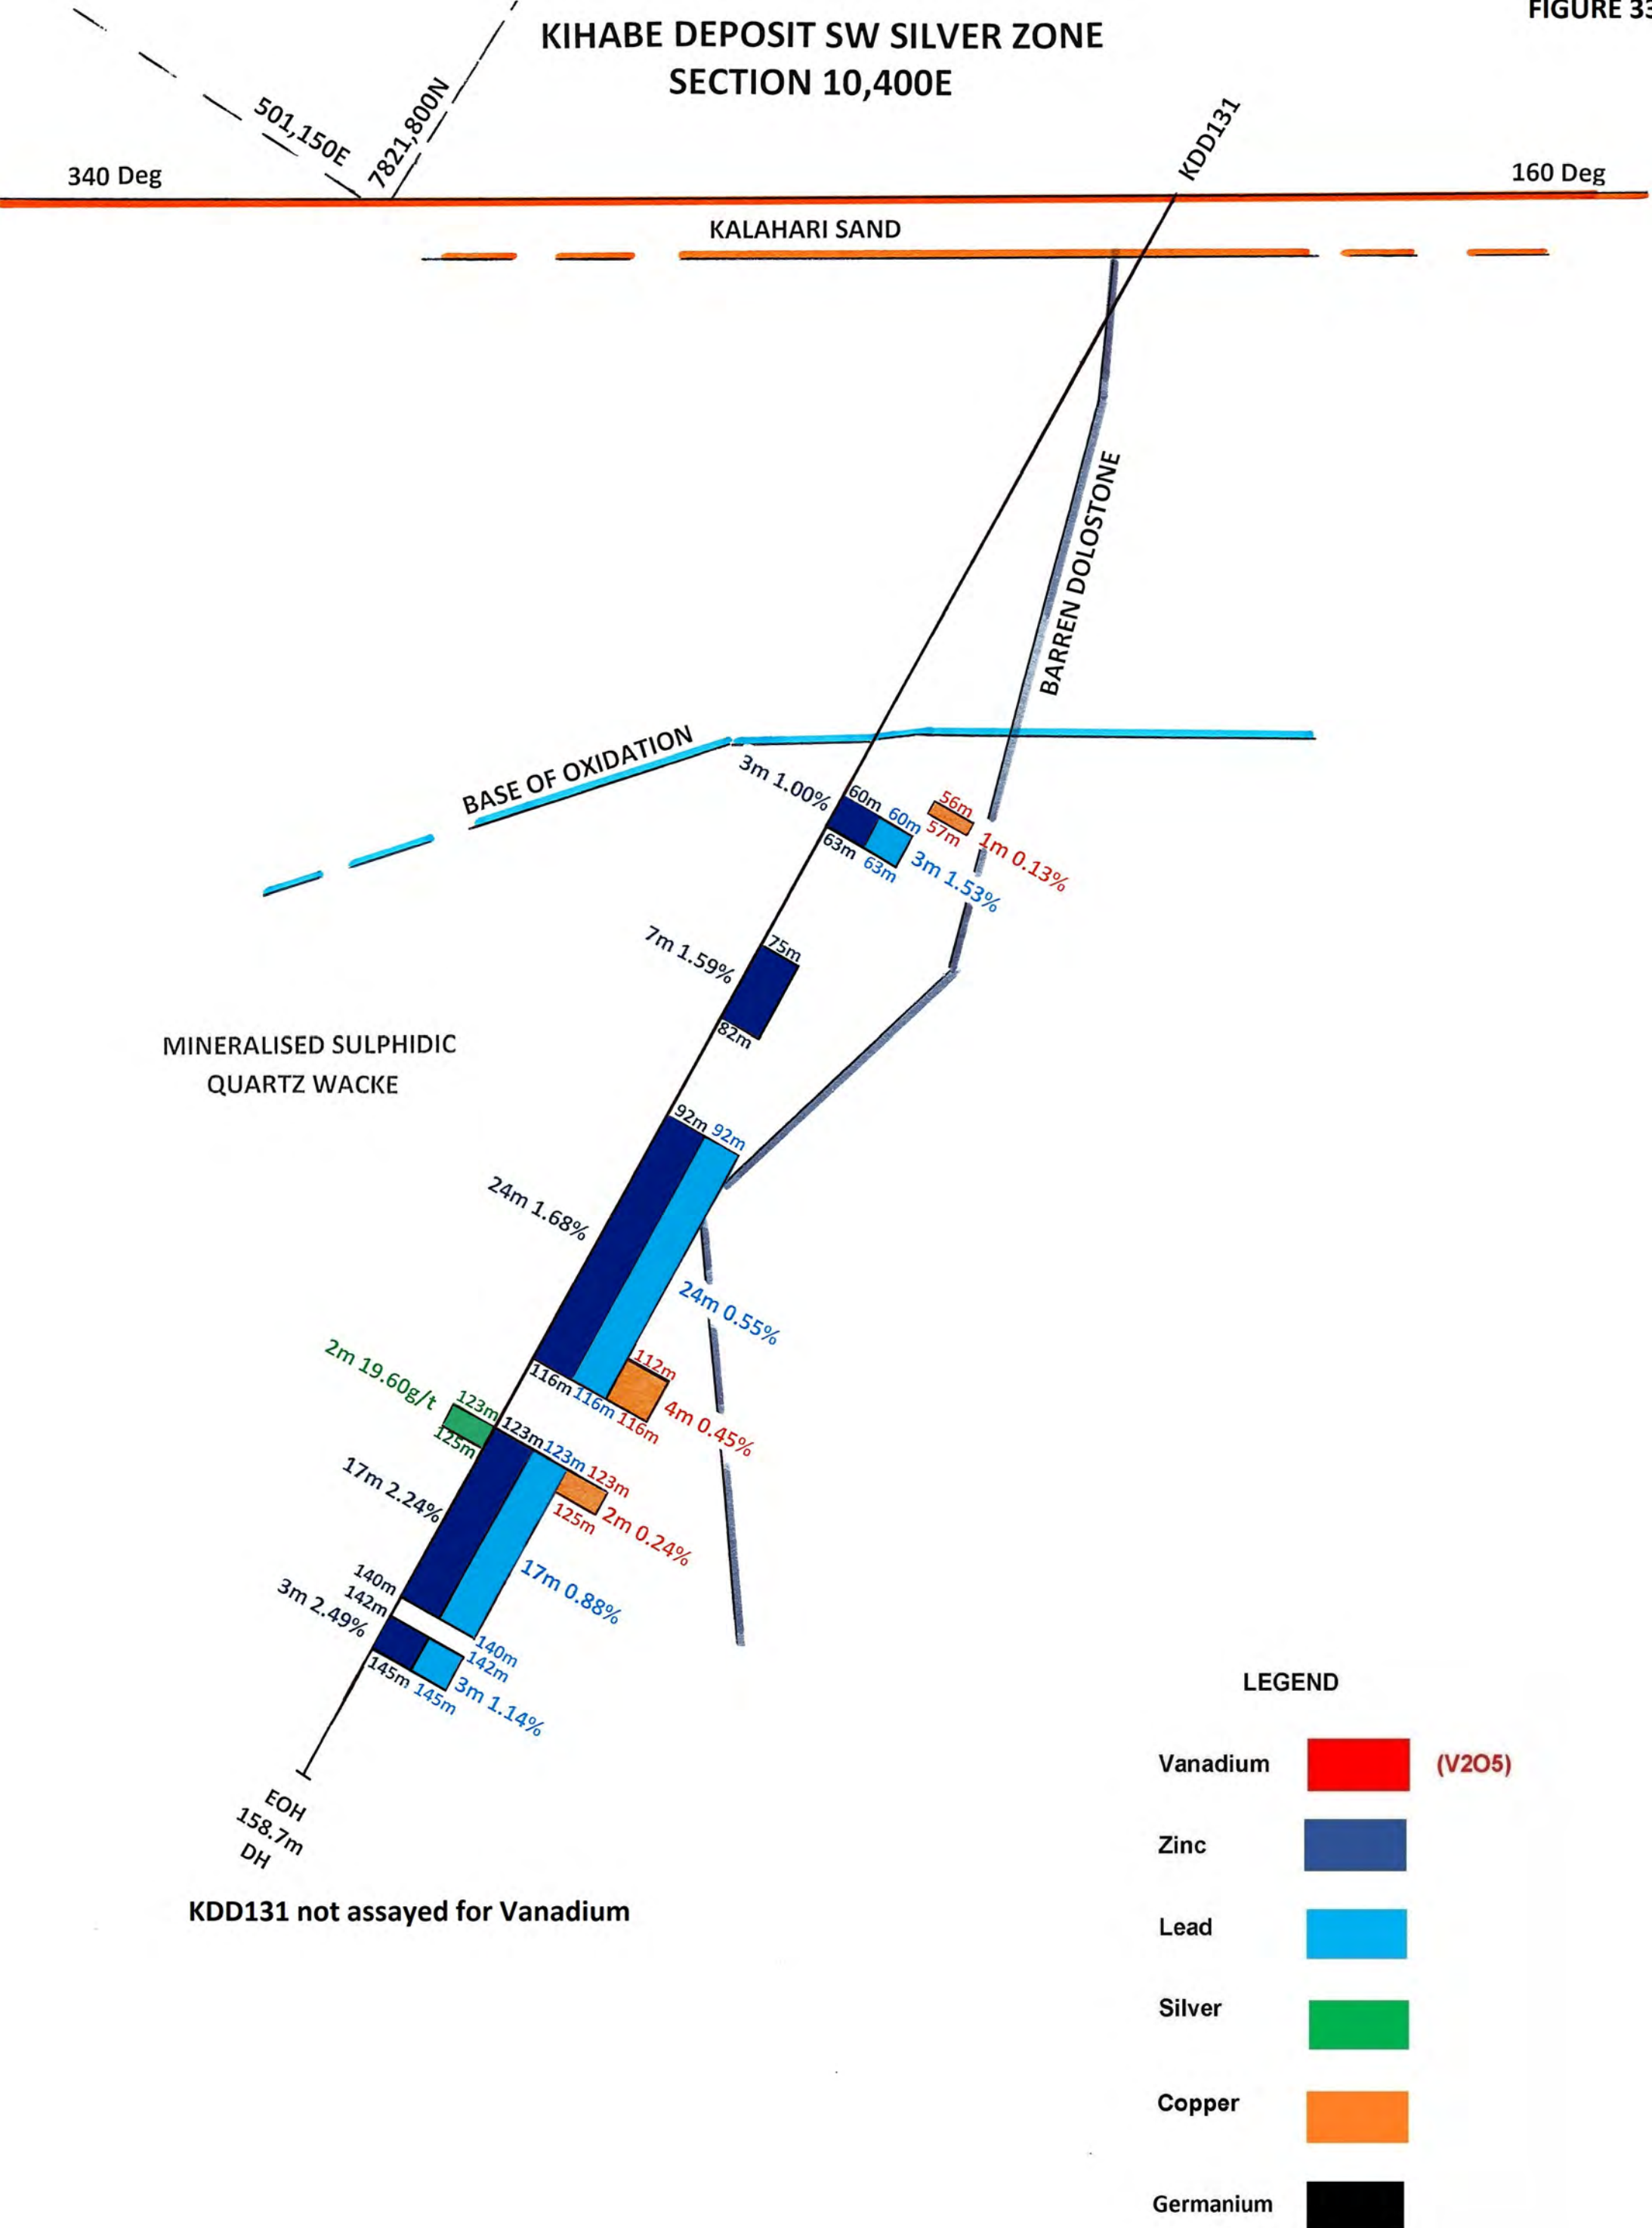 FIGURE 33
KIHABE DEPOSIT SW SILVER ZONE
SECTION 10,400E
501,150E
7821,800N
KDD131
340 Deg
160 Deg
KALAHARI SAND
BARREN DOLOSTONE
BASE OF OXIDATION
3m 1.00%
60m
60m
56m
57m
1m 0.13%
63m
63m
3m 1.53%
7m 1.59%
75m
82m
MINERALISED SULPHIDIC
QUARTZ WACKE
92m
92m
24m 1.68%
24m 0.55%
112m
116m
116m
116m
4m 0.45%
2m 19.60g/t
123m
125m
123m
123m
123m
125m
2m 0.24%
17m 2.24%
17m 0.88%
140m
142m
3m 2.49%
140m
142m
145m
145m
3m 1.14%
EOH
158.7m
DH
KDD131 not assayed for Vanadium
LEGEND
Vanadium
(V2O5)
Zinc
Lead
Silver
Copper
Germanium